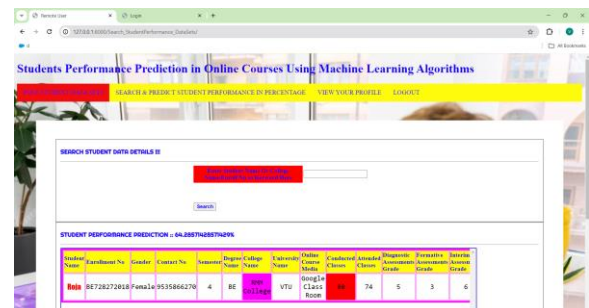 Remote User
Login
127.0.0.1:8000/Search_StudentPerformance_DataSets/
All Bookmarks
Students Performance Prediction in Online Courses Using Machine Learning Algorithms
SEARCH & PREDICT STUDENT PERFORMANCE IN PERCENTAGE VIEW YOUR PROFILE LOGOUT
SEARCH STUDENT DATA DETAILS !!!
Search
STUDENT PERFORMANCE PREDICTION :: 64.28571428571429%
Student Name Enrollment No Gender Contact No Semester Degree Name College Name University Name Online Course Media Conducted Classes Attended Classes Diagnostic Assessments Grade Formative Assessments Grade Interim Assessm Grade
Roja BE728272018 Female 9535866270 4 BE College VTU Google Class Room 74 5 3 6